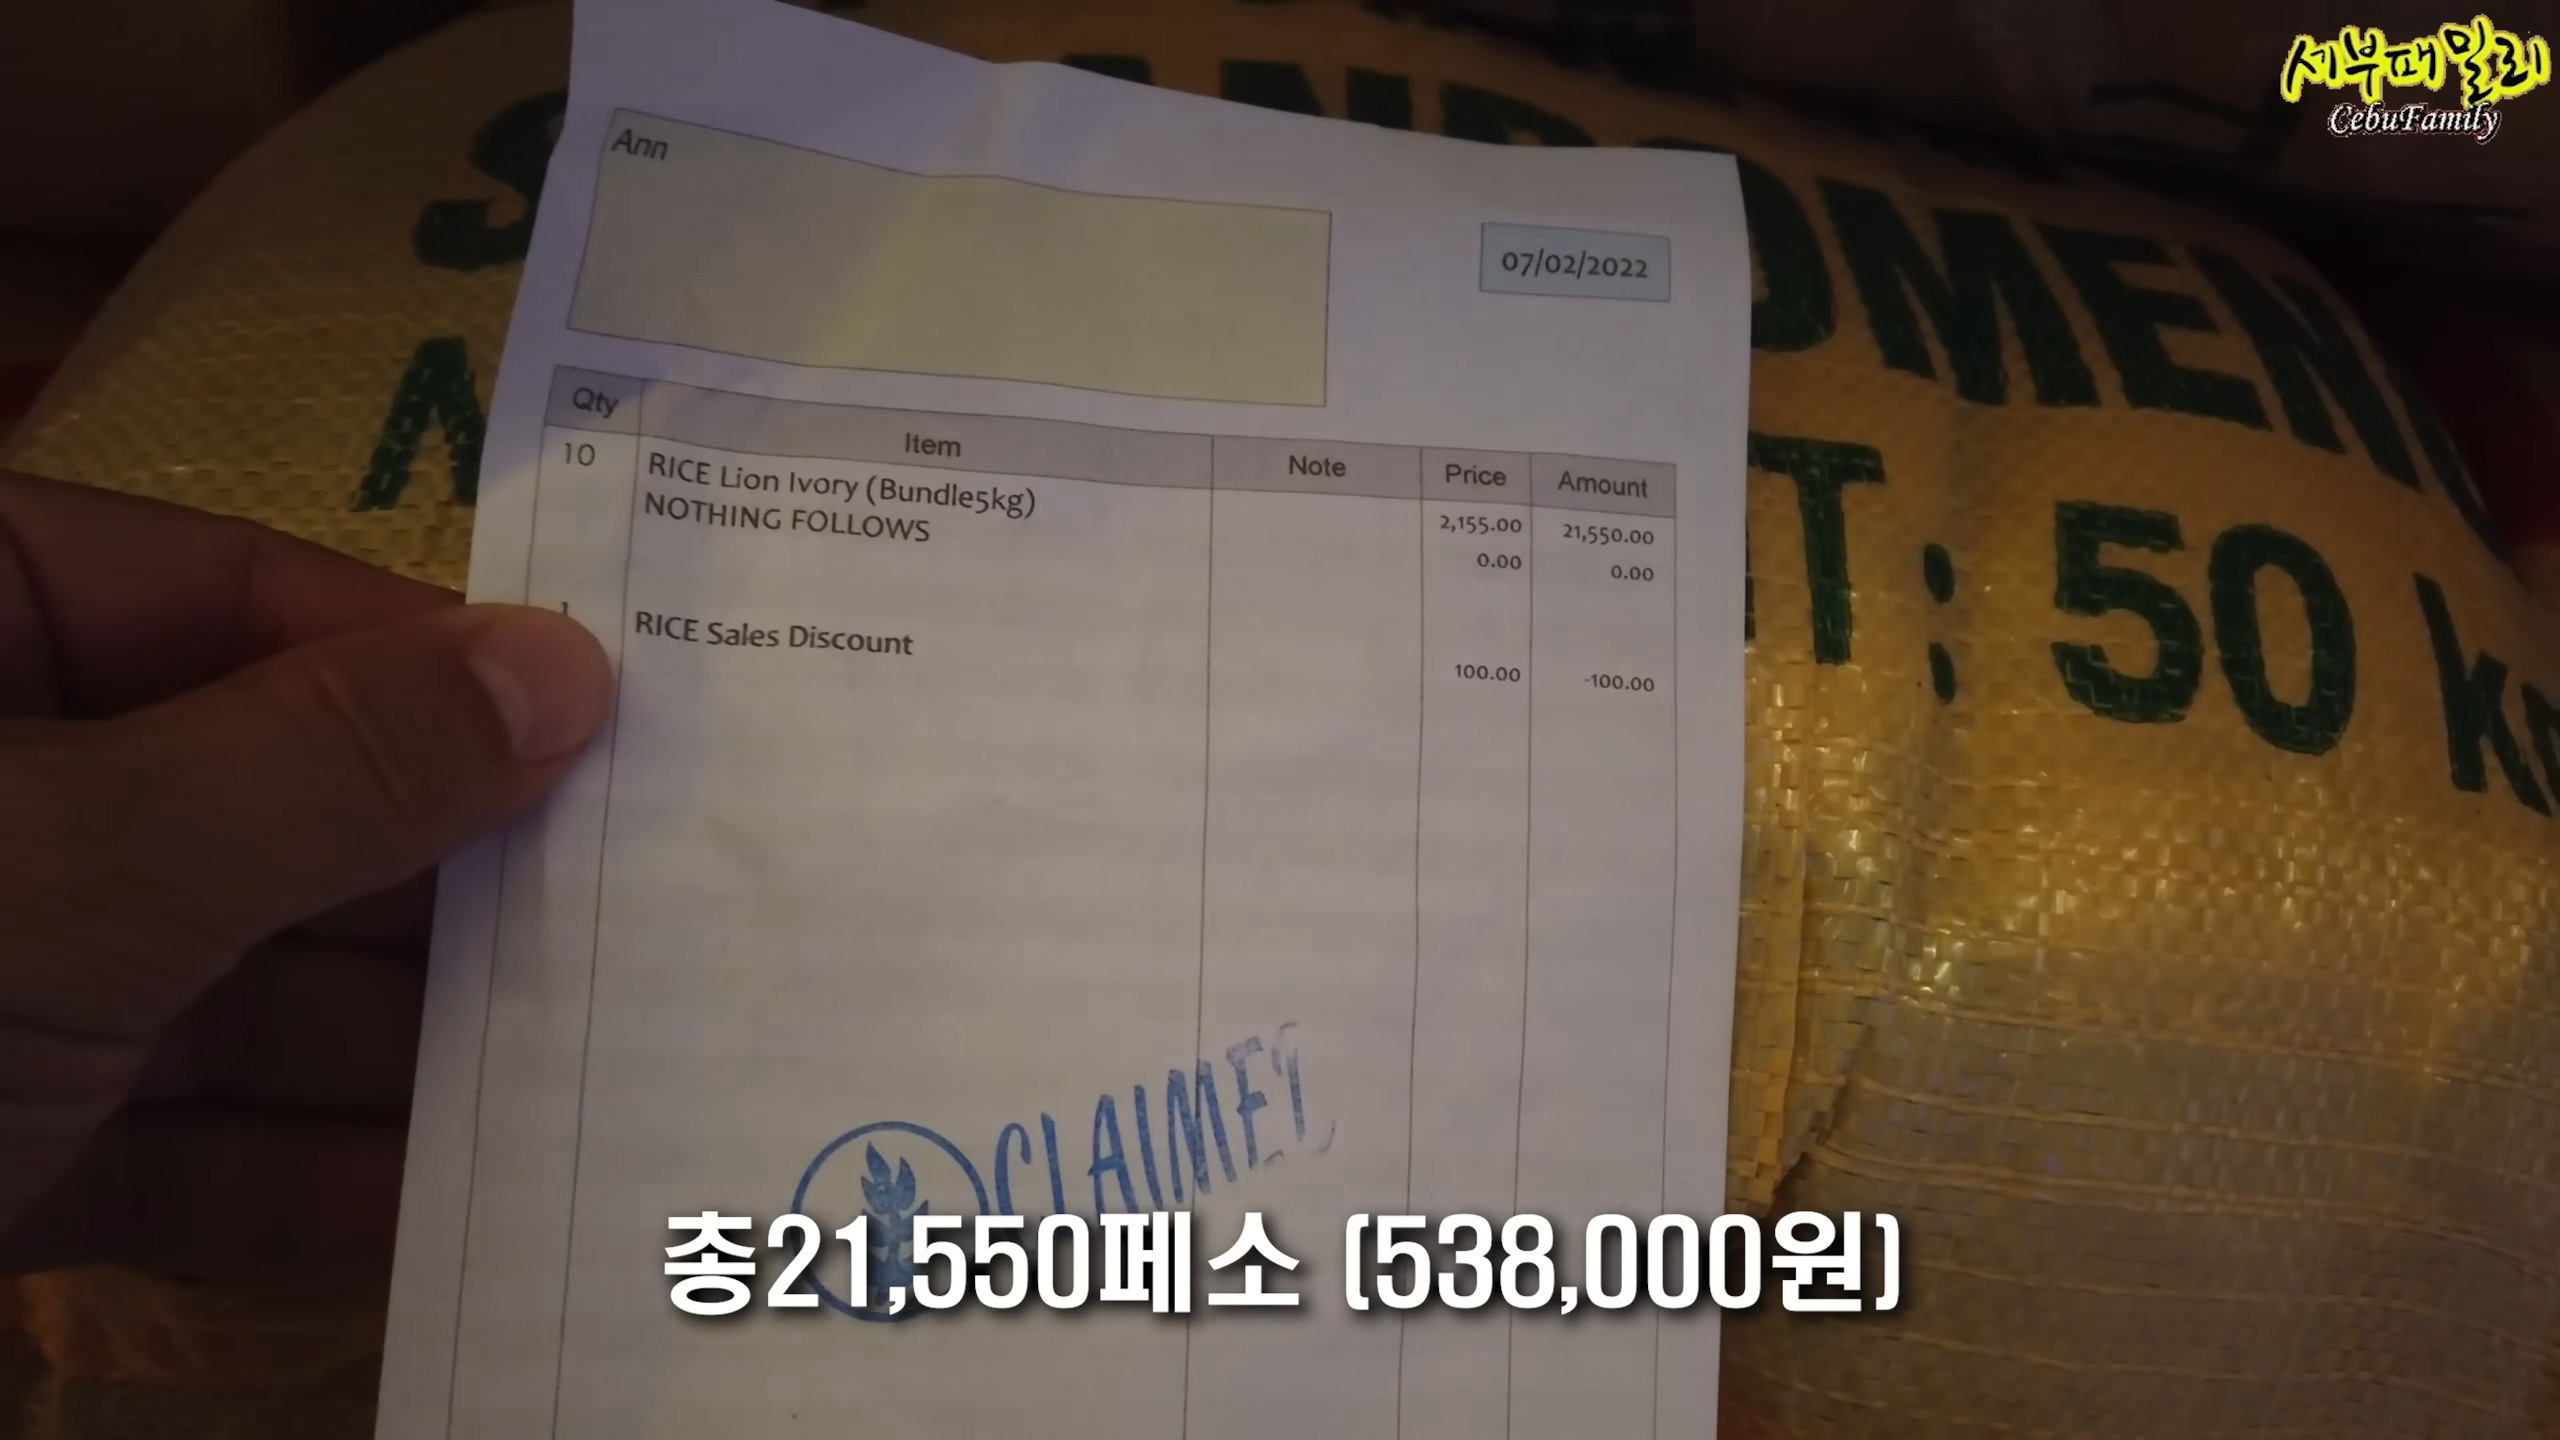 세부패밀리
CebuFamily
Ann
07/02/2022
Qty Item Note Price Amount
10 RICE Lion Ivory (Bundle5kg) 2,155.00 21,550.00
NOTHING FOLLOWS 0.00 0.00
RICE Sales Discount 100.00 -100.00
T: 50
CLAIMED
총21,550페소 (538,000원)